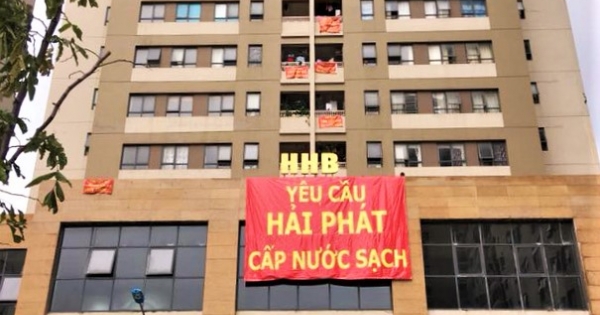 HHB
YÊU CẦU
HẢI PHÁT
CẤP NƯỚC SẠCH